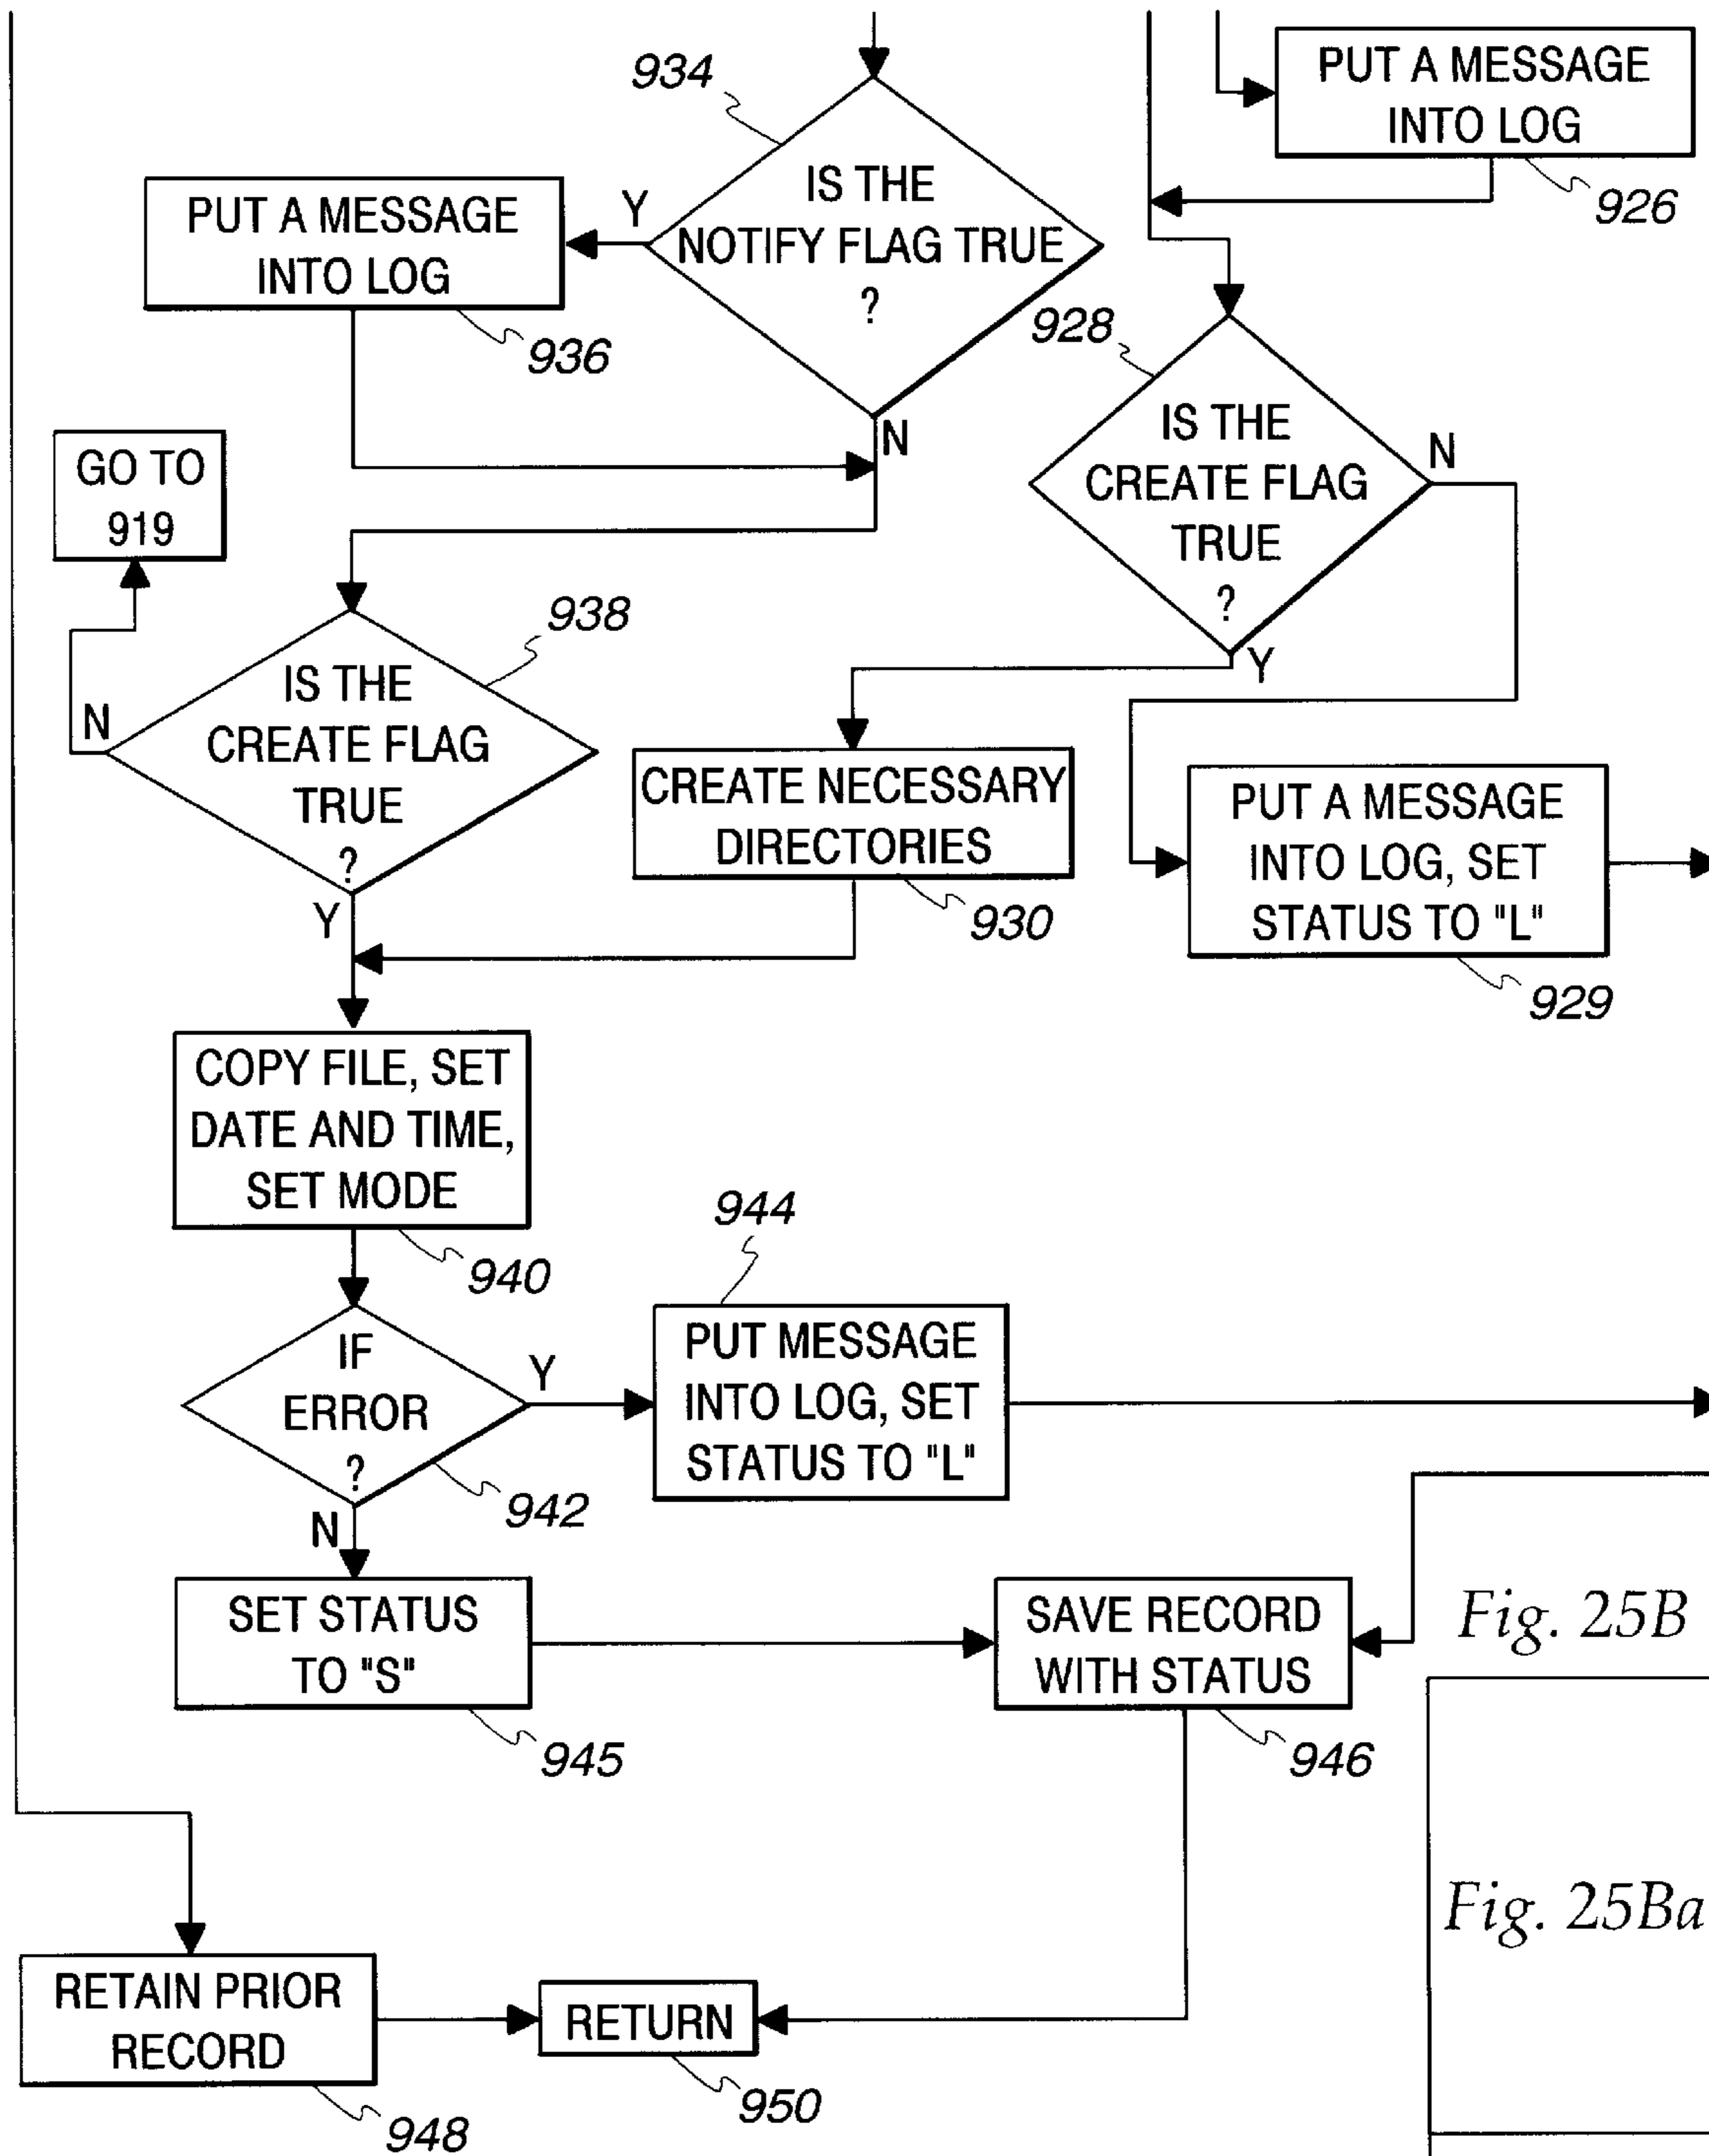 934
PUT A MESSAGE
INTO LOG
926
IS THE
NOTIFY FLAG TRUE
?
Y
N
PUT A MESSAGE
INTO LOG
936
928
IS THE
CREATE FLAG
TRUE
?
N
Y
GO TO
919
938
IS THE
CREATE FLAG
TRUE
?
N
Y
CREATE NECESSARY
DIRECTORIES
930
PUT A MESSAGE
INTO LOG, SET
STATUS TO "L"
929
COPY FILE, SET
DATE AND TIME,
SET MODE
940
944
IF
ERROR
?
Y
N
942
PUT MESSAGE
INTO LOG, SET
STATUS TO "L"
SET STATUS
TO "S"
945
SAVE RECORD
WITH STATUS
946
Fig. 25B
Fig. 25Ba
RETAIN PRIOR
RECORD
948
RETURN
950